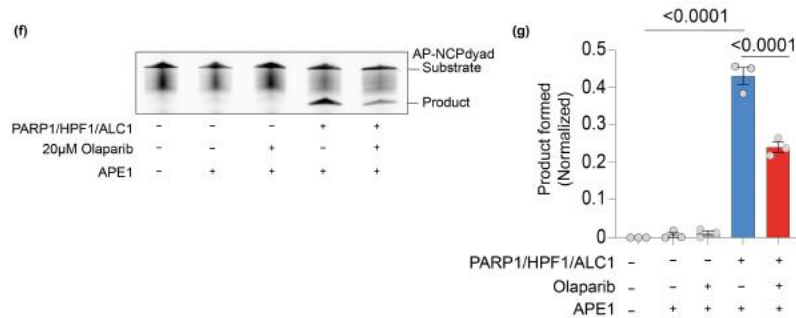 (f)
AP-NCPdyad
Substrate
Product
PARP1/HPF1/ALC1 – – – + +
20μM Olaparib – – + – +
APE1 – + + + +
(g)
<0.0001
<0.0001
0.5
0.4
0.3
0.2
0.1
0
Product formed
(Normalized)
PARP1/HPF1/ALC1 – – – + +
Olaparib – – + – +
APE1 – + + + +